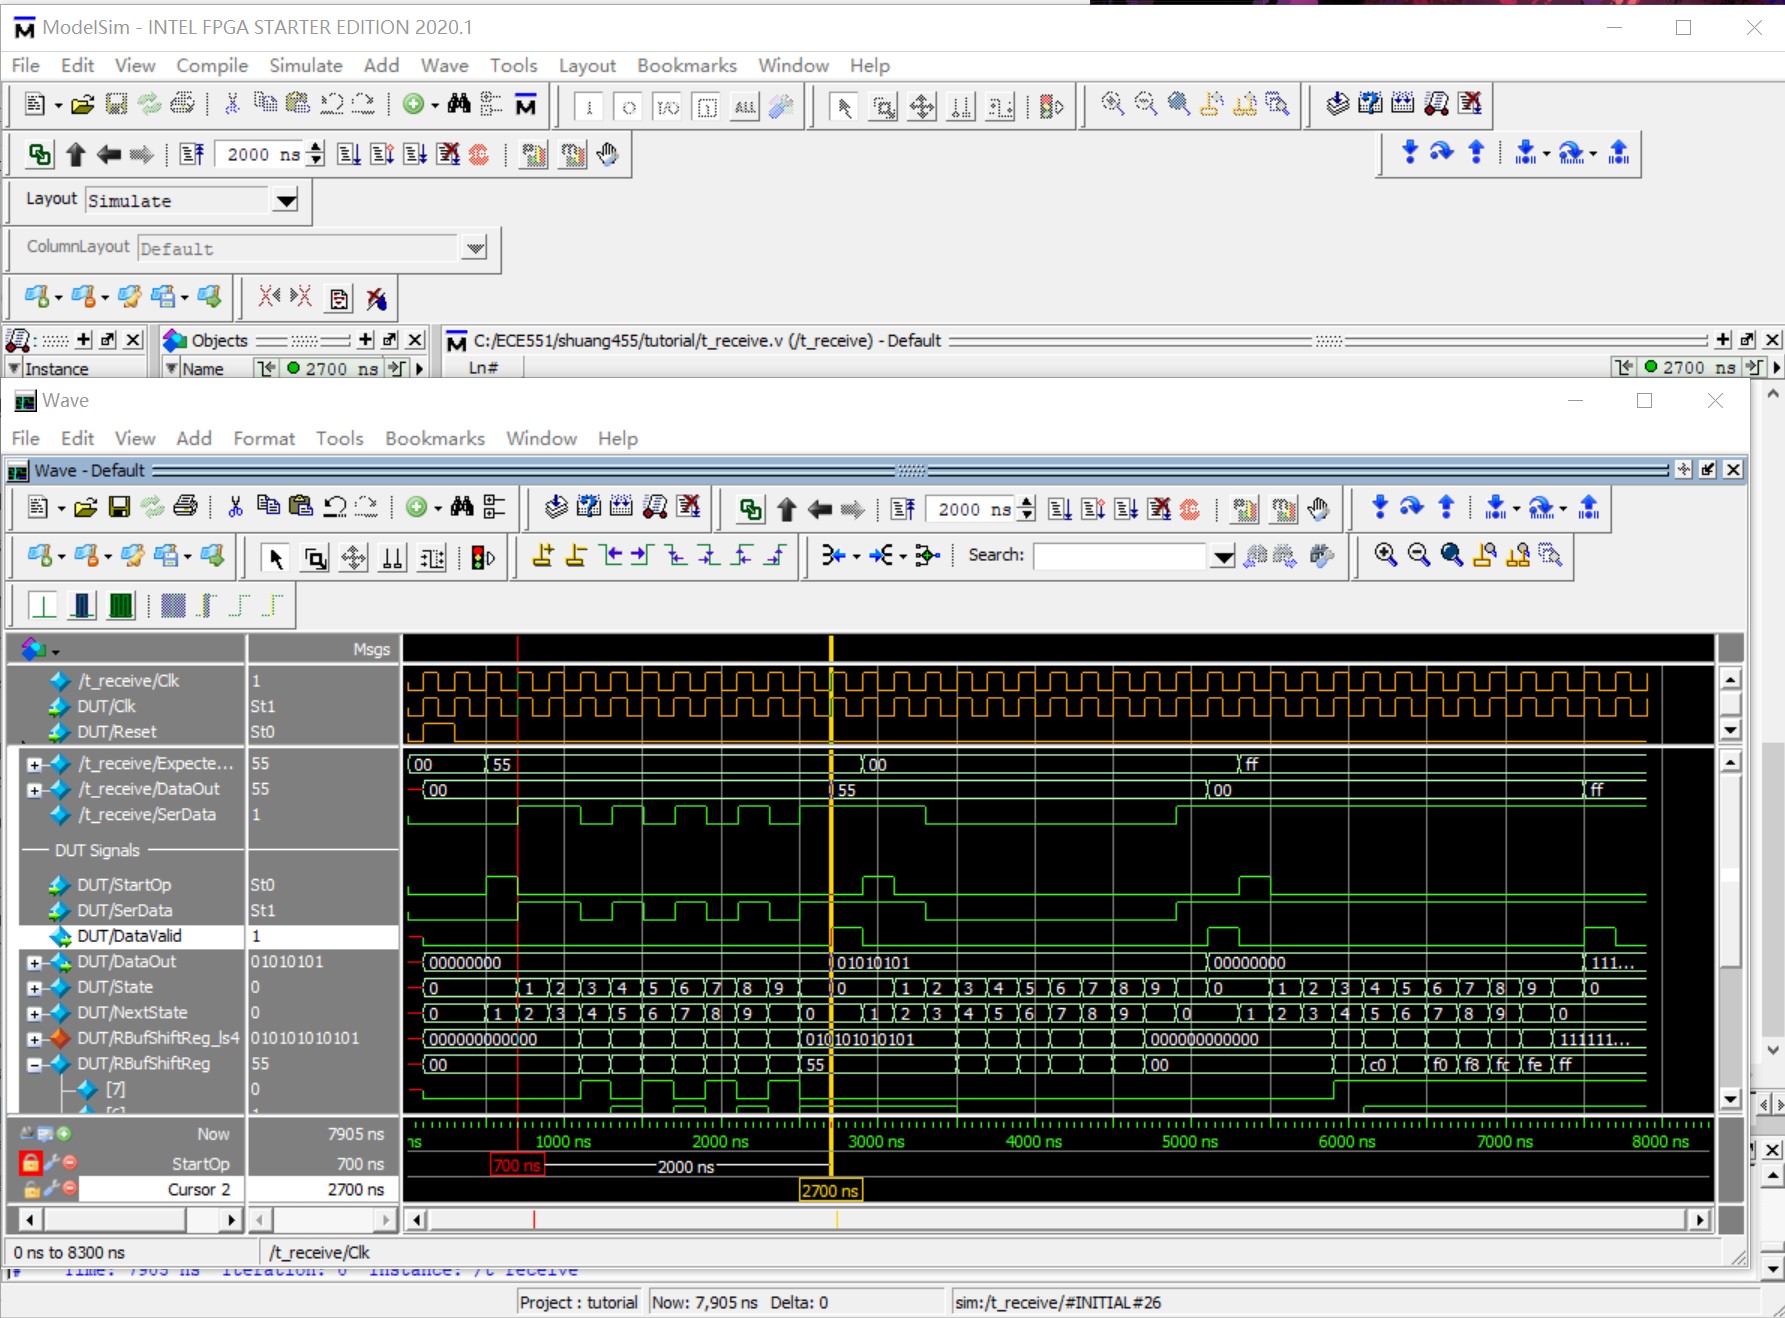 ModelSim - INTEL FPGA STARTER EDITION 2020.1
File Edit View Compile Simulate Add Wave Tools Layout Bookmarks Window Help
2000 ns
Layout Simulate
ColumnLayout Default
Objects
C:/ECE551/shuang455/tutorial/t_receive.v (/t_receive) - Default
Instance
Name
2700 ns
Ln#
2700 ns
Wave
File Edit View Add Format Tools Bookmarks Window Help
Wave - Default
2000 ns
Search:
Msgs
/t_receive/Clk 1
DUT/Clk St1
DUT/Reset St0
/t_receive/Expecte... 55 00 55 00 ff
/t_receive/DataOut 55 00 55 00 ff
/t_receive/SerData 1
DUT Signals
DUT/StartOp St0
DUT/SerData St1
DUT/DataValid 1
DUT/DataOut 01010101 00000000 01010101 00000000 111...
DUT/State 0 0 1 2 3 4 5 6 7 8 9 0 1 2 3 4 5 6 7 8 9 0 1 2 3 4 5 6 7 8 9 0
DUT/NextState 0 0 1 2 3 4 5 6 7 8 9 0 1 2 3 4 5 6 7 8 9 0 1 2 3 4 5 6 7 8 9 0
DUT/RBufShiftReg_ls4 010101010101 000000000000 010101010101 000000000000 111111...
DUT/RBufShiftReg 55 00 55 00 c0 f0 f8 fc fe ff
[7] 0
Now 7905 ns ns 1000 ns 2000 ns 3000 ns 4000 ns 5000 ns 6000 ns 7000 ns 8000 ns
StartOp 700 ns 700 ns 2000 ns
Cursor 2 2700 ns 2700 ns
0 ns to 8300 ns /t_receive/Clk
# Time: 7905 ns Iteration: 0 Instance: /t_receive
Project : tutorial Now: 7,905 ns Delta: 0 sim:/t_receive/#INITIAL#26